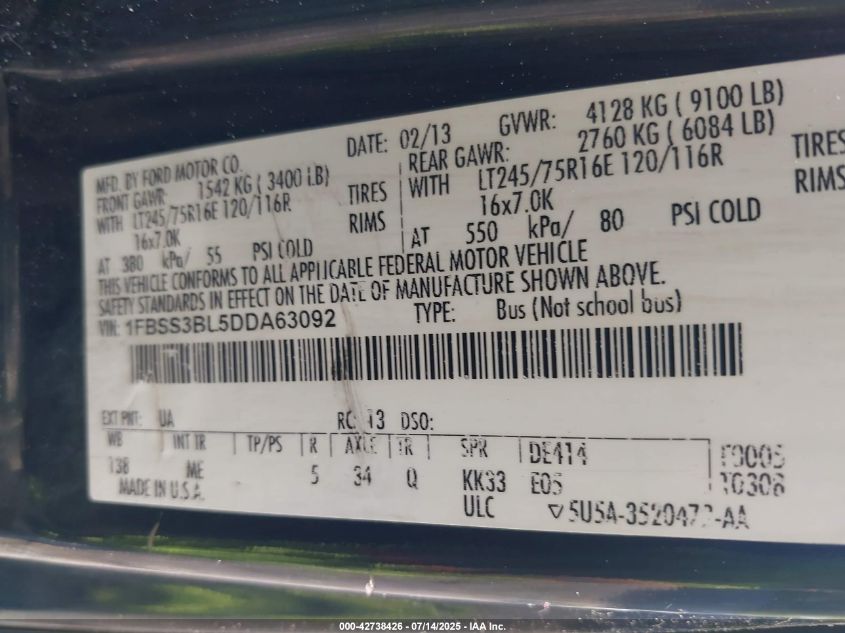 MFD. BY FORD MOTOR CO. DATE: 02/13 GVWR: 4128 KG ( 9100 LB)
FRONT GAWR: 1542 KG ( 3400 LB) REAR GAWR: 2760 KG ( 6084 LB)
WITH LT245/75R16E 120/116R TIRES WITH LT245/75R16E 120/116R TIRES
16x7.0K RIMS 16x7.0K RIMS
AT 380 kPa/ 55 PSI COLD AT 550 kPa/ 80 PSI COLD
THIS VEHICLE CONFORMS TO ALL APPLICABLE FEDERAL MOTOR VEHICLE
SAFETY STANDARDS IN EFFECT ON THE DATE OF MANUFACTURE SHOWN ABOVE.
VIN: 1FBSS3BL5DDA63092 TYPE: Bus (Not school bus)
EXT PNT: UA RC: 13 DSO:
WB INT TR TP/PS R AXLE TR SPR DE414
138 ME 5 34 Q KK33 E05 T0306
MADE IN U.S.A. ULC
000-42738426 - 07/14/2025 - IAA Inc.